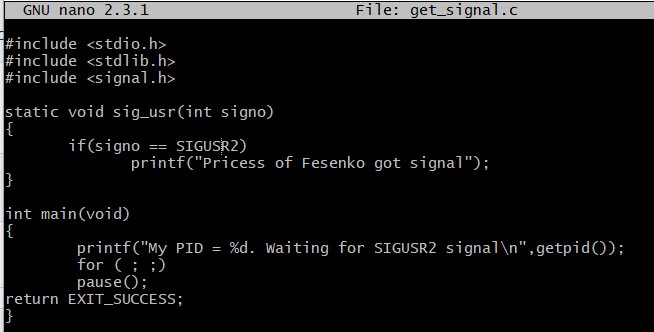 GNU nano 2.3.1 File: get_signal.c
#include <stdio.h>
#include <stdlib.h>
#include <signal.h>
static void sig_usr(int signo)
{
if(signo == SIGUSR2)
printf("Pricess of Fesenko got signal");
}
int main(void)
{
printf("My PID = %d. Waiting for SIGUSR2 signal\n",getpid());
for ( ; ;)
pause();
return EXIT_SUCCESS;
}